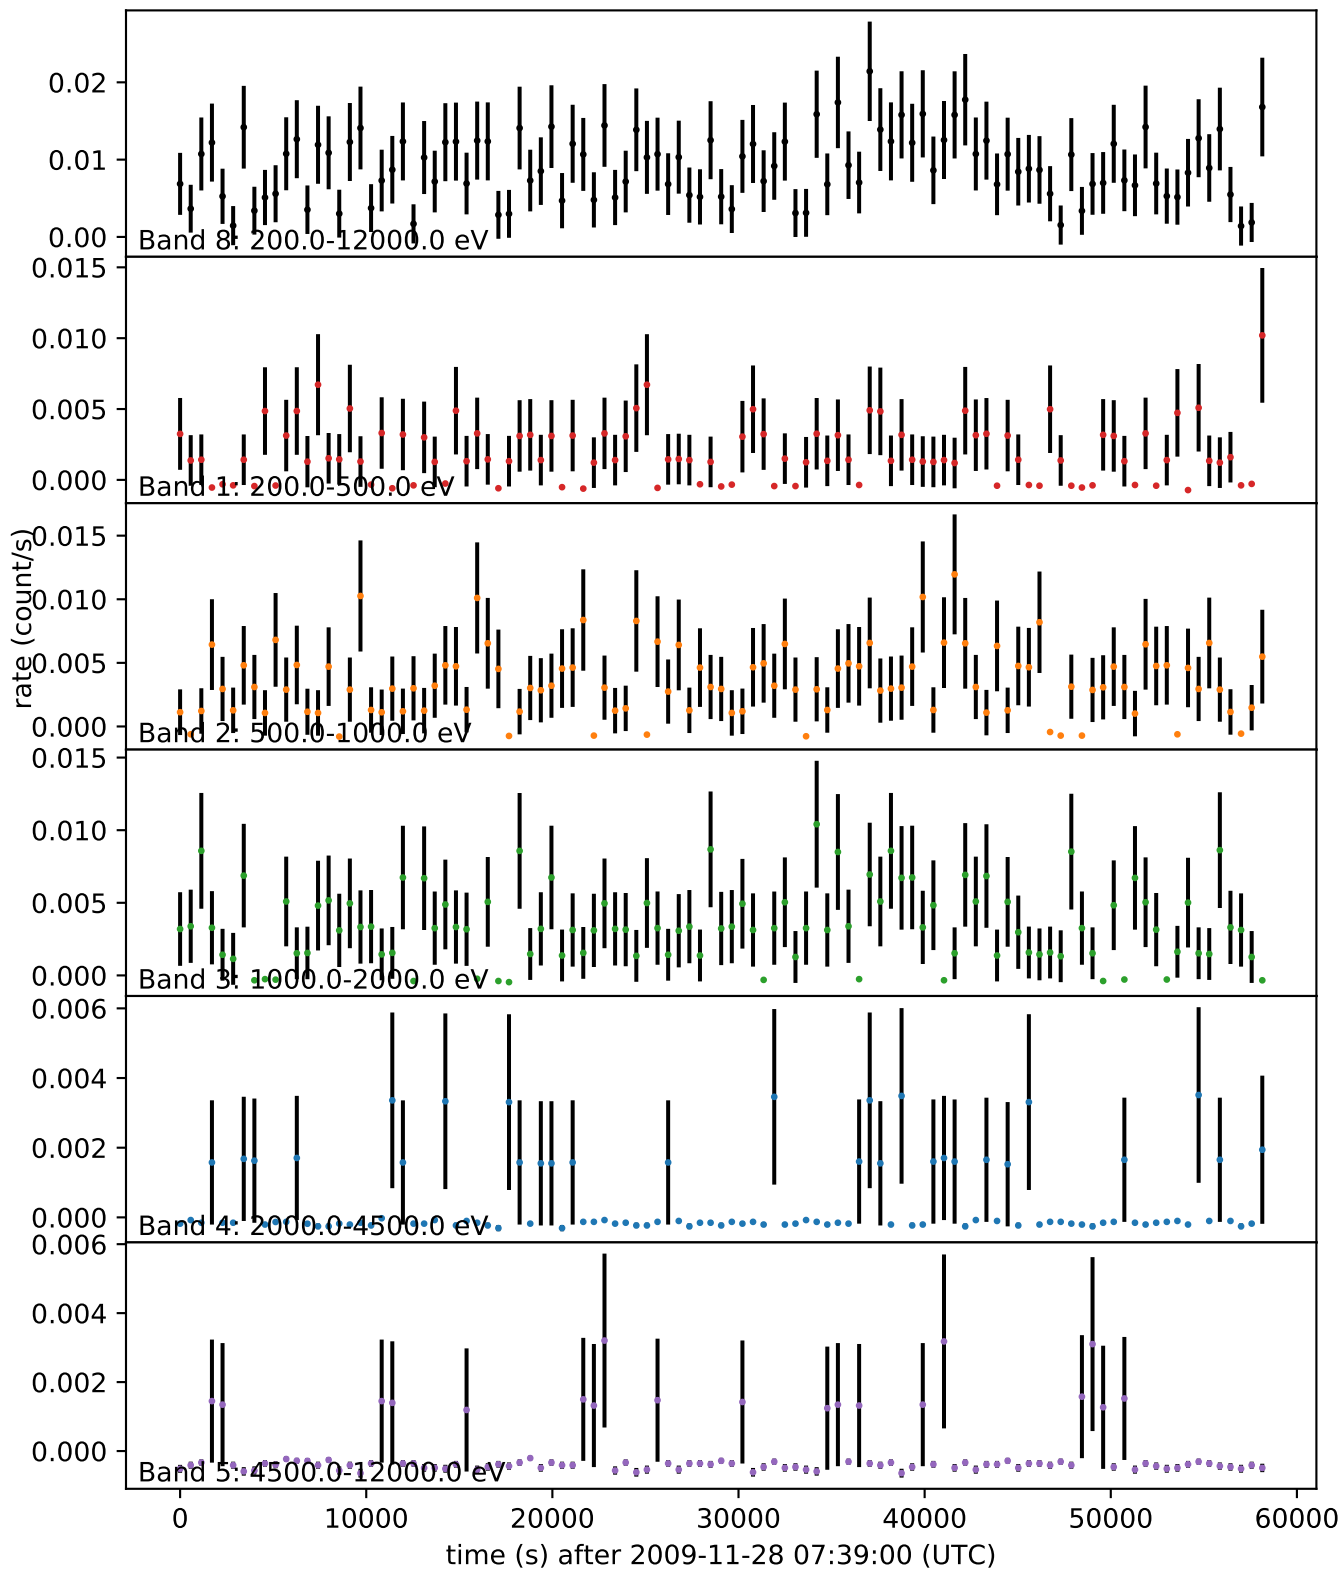 0.02
0.01
0.00
Band 8: 200.0-12000.0 eV
0.015
0.010
0.005
0.000
Band 1: 200.0-500.0 eV
rate (count/s)
0.015
0.010
0.005
0.000
Band 2: 500.0-1000.0 eV
0.015
0.010
0.005
0.000
Band 3: 1000.0-2000.0 eV
0.006
0.004
0.002
0.000
Band 4: 2000.0-4500.0 eV
0.006
0.004
0.002
0.000
Band 5: 4500.0-12000.0 eV
0 10000 20000 30000 40000 50000 60000
time (s) after 2009-11-28 07:39:00 (UTC)